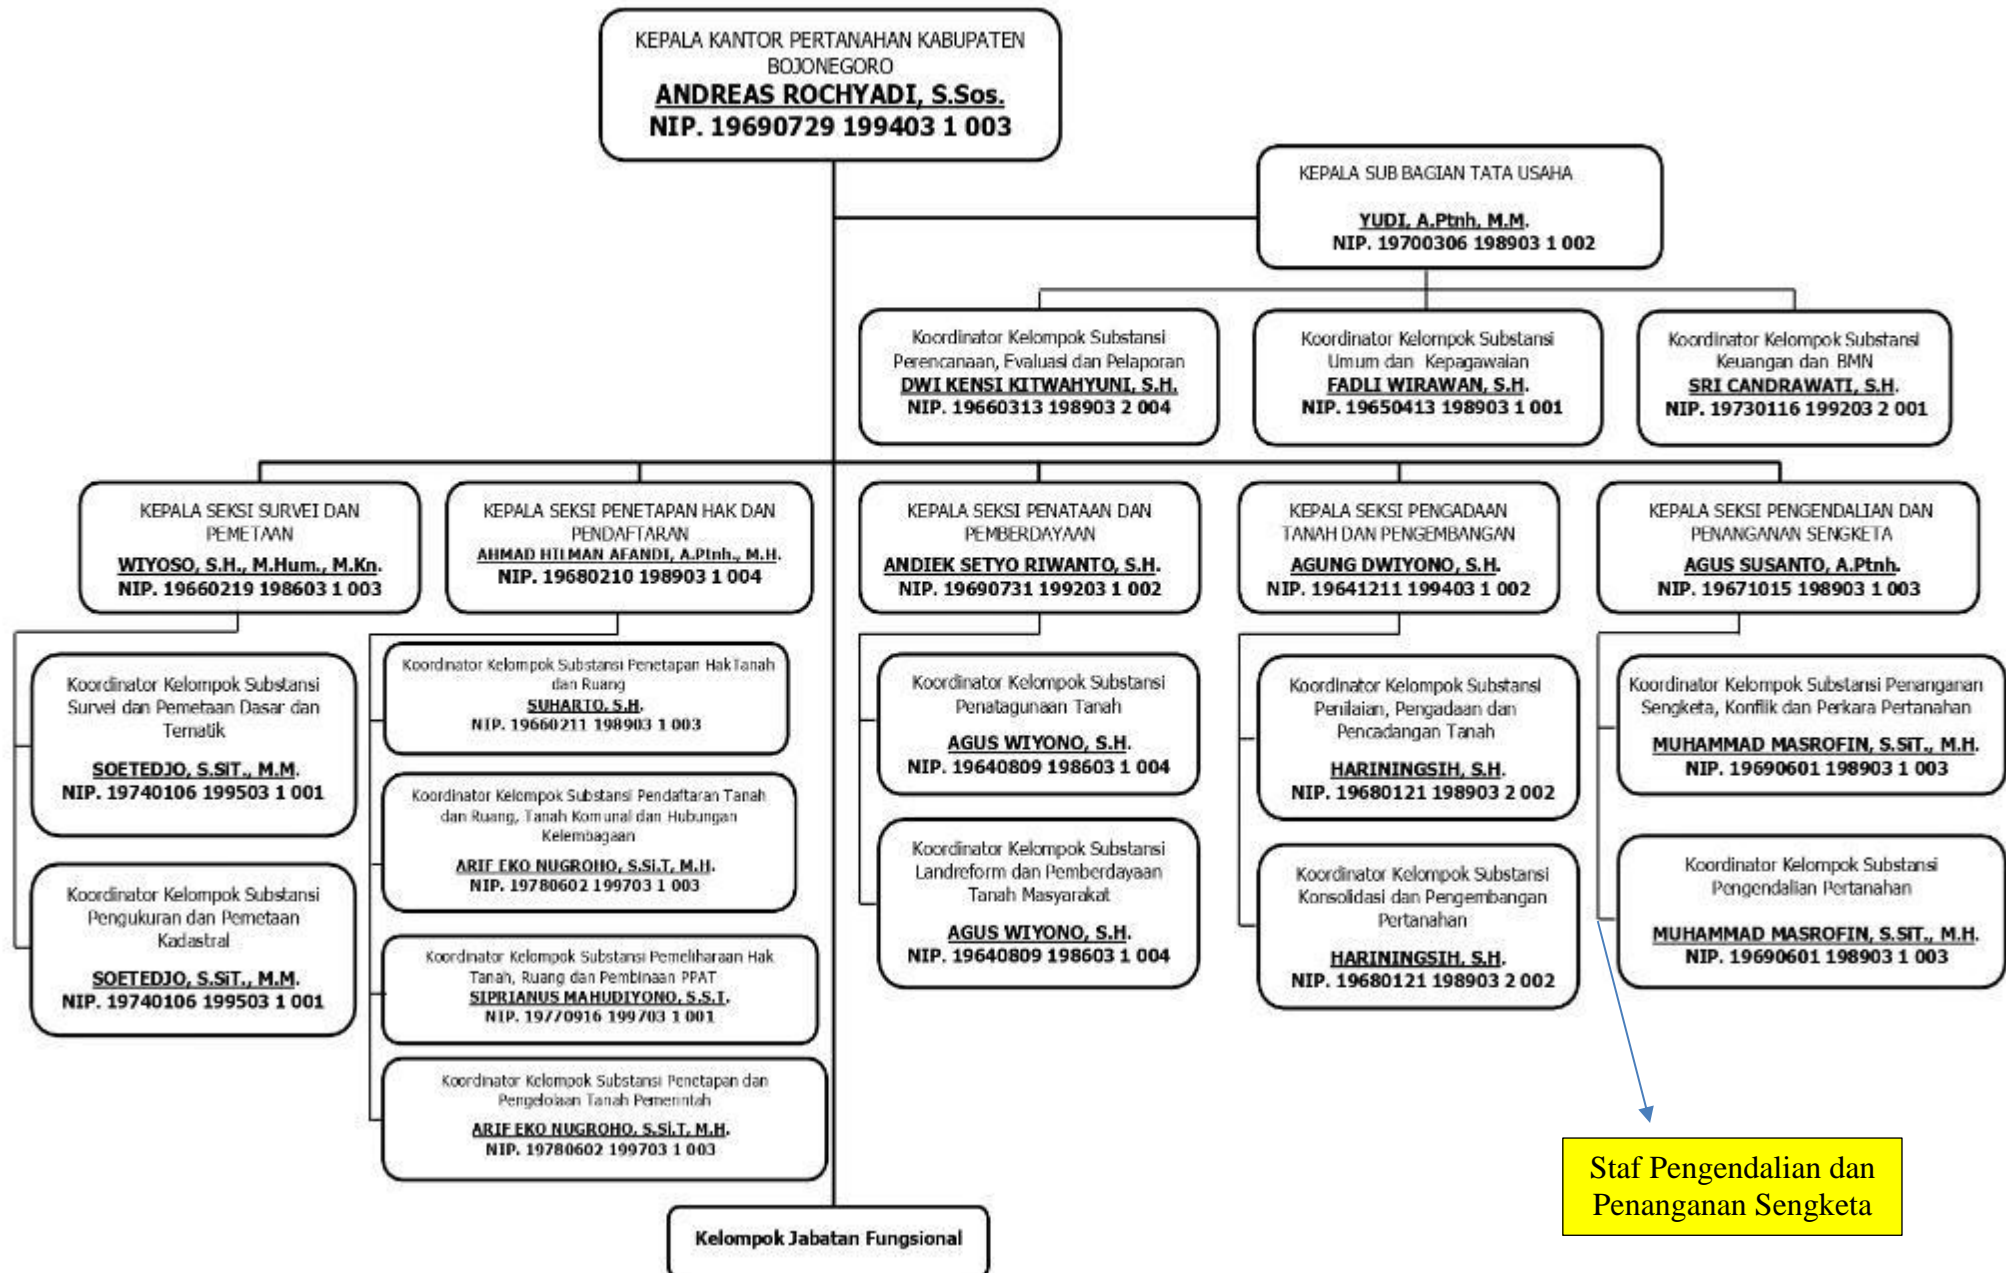 KEPALA KANTOR PERTANAHAN KABUPATEN
BOJONEGORO
ANDREAS ROCHYADI, S.Sos.
NIP. 19690729 199403 1 003
KEPALA SUB BAGIAN TATA USAHA
YUDI, A.Ptnh, M.M.
NIP. 19700306 198903 1 002
Koordinator Kelompok Substansi
Perencanaan, Evaluasi dan Pelaporan
DWI KENSI KITWAHYUNI, S.H.
NIP. 19660313 198903 2 004
Koordinator Kelompok Substansi
Umum dan Kepagawaian
FADLI WIRAWAN, S.H.
NIP. 19650413 198903 1 001
Koordinator Kelompok Substansi
Keuangan dan BMN
SRI CANDRAWATI, S.H.
NIP. 19730116 199203 2 001
KEPALA SEKSI SURVEI DAN
PEMETAAN
WIYOSO, S.H., M.Hum., M.Kn.
NIP. 19660219 198603 1 003
KEPALA SEKSI PENETAPAN HAK DAN
PENDAFTARAN
AHMAD HILMAN AFANDI, A.Ptnh., M.H.
NIP. 19680210 198903 1 004
KEPALA SEKSI PENATAAN DAN
PEMBERDAYAAN
ANDIEK SETYO RIWANTO, S.H.
NIP. 19690731 199203 1 002
KEPALA SEKSI PENGADAAN
TANAH DAN PENGEMBANGAN
AGUNG DWIYONO, S.H.
NIP. 19641211 199403 1 002
KEPALA SEKSI PENGENDALIAN DAN
PENANGANAN SENGKETA
AGUS SUSANTO, A.Ptnh.
NIP. 19671015 198903 1 003
Koordinator Kelompok Substansi
Survei dan Pemetaan Dasar dan
Tematik
SOETEDJO, S.SiT., M.M.
NIP. 19740106 199503 1 001
Koordinator Kelompok Substansi
Pengukuran dan Pemetaan
Kadastral
SOETEDJO, S.SiT., M.M.
NIP. 19740106 199503 1 001
Koordinator Kelompok Substansi Penetapan Hak Tanah
dan Ruang
SUHARTO, S.H.
NIP. 19660211 198903 1 003
Koordinator Kelompok Substansi Pendaftaran Tanah
dan Ruang, Tanah Komunal dan Hubungan
Kelembagaan
ARIF EKO NUGROHO, S.Si.T, M.H.
NIP. 19780602 199703 1 003
Koordinator Kelompok Substansi Pemeliharaan Hak
Tanah, Ruang dan Pembinaan PPAT
SIPRIANUS MAHUDIYONO, S.S.T.
NIP. 19770916 199703 1 001
Koordinator Kelompok Substansi Penetapan dan
Pengelolaan Tanah Pemerintah
ARIF EKO NUGROHO, S.Si.T, M.H.
NIP. 19780602 199703 1 003
Koordinator Kelompok Substansi
Penatagunaan Tanah
AGUS WIYONO, S.H.
NIP. 19640809 198603 1 004
Koordinator Kelompok Substansi
Landreform dan Pemberdayaan
Tanah Masyarakat
AGUS WIYONO, S.H.
NIP. 19640809 198603 1 004
Koordinator Kelompok Substansi
Penilaian, Pengadaan dan
Pencadangan Tanah
HARININGSIH, S.H.
NIP. 19680121 198903 2 002
Koordinator Kelompok Substansi
Konsolidasi dan Pengembangan
Pertanahan
HARININGSIH, S.H.
NIP. 19680121 198903 2 002
Koordinator Kelompok Substansi Penanganan
Sengketa, Konflik dan Perkara Pertanahan
MUHAMMAD MASROFIN, S.SiT., M.H.
NIP. 19690601 198903 1 003
Koordinator Kelompok Substansi
Pengendalian Pertanahan
MUHAMMAD MASROFIN, S.SiT., M.H.
NIP. 19690601 198903 1 003
Staf Pengendalian dan
Penanganan Sengketa
Kelompok Jabatan Fungsional